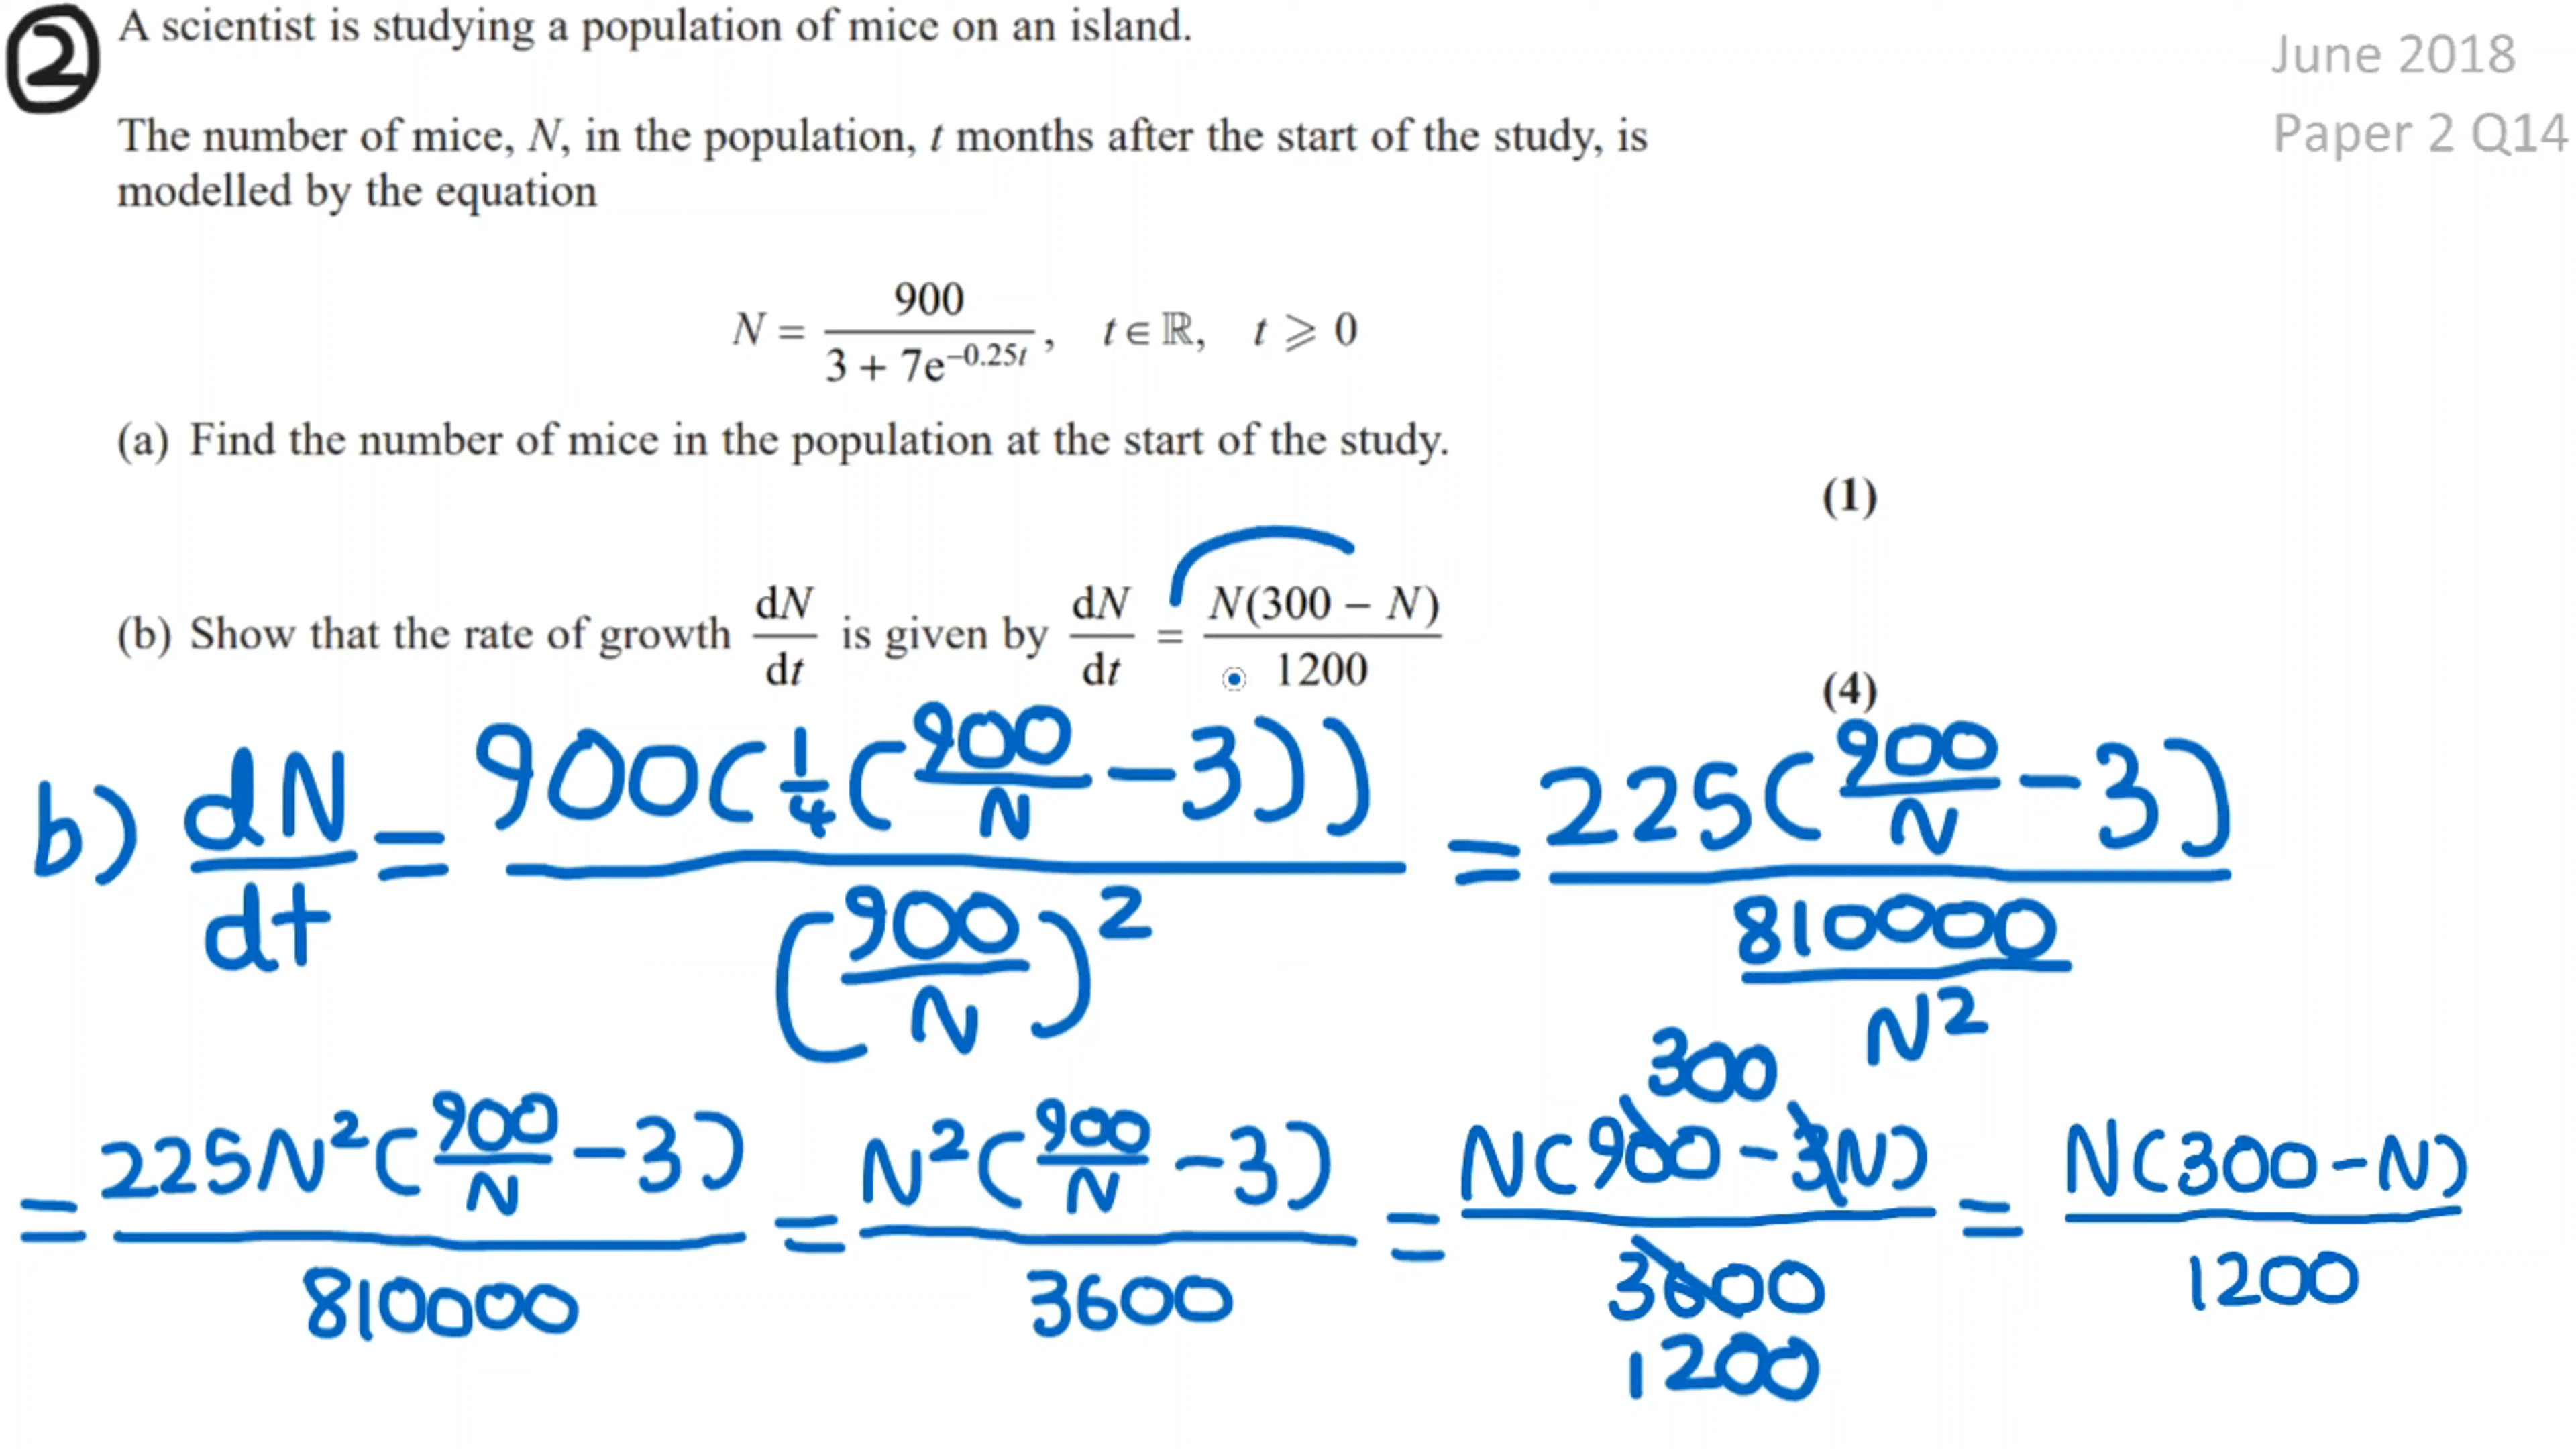 ② A scientist is studying a population of mice on an island.
June 2018
Paper 2 Q14
The number of mice, N, in the population, t months after the start of the study, is
modelled by the equation
N = 900 / (3 + 7e^(−0.25t)), t ∈ ℝ, t ⩾ 0
(a) Find the number of mice in the population at the start of the study.
(1)
(b) Show that the rate of growth dN/dt is given by dN/dt = N(300 − N) / 1200
(4)
b) dN/dt = 900(1/4(900/N − 3)) / (900/N)² = 225(900/N − 3) / (810000/N²)
= 225N²(900/N − 3) / 810000 = N²(900/N − 3) / 3600 = N(900 − 3N) / 3600 = N(300 − N) / 1200
300
1200